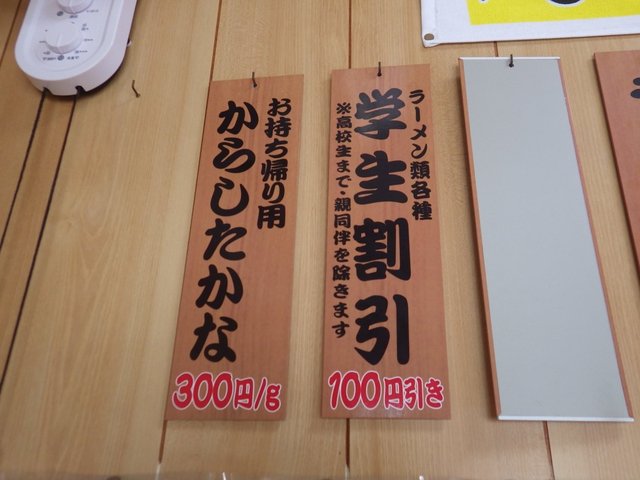 お持ち帰り用
からしたかな
300円/g
ラーメン類各種
学生割引
※高校生まで・親同伴を除きます
100円引き